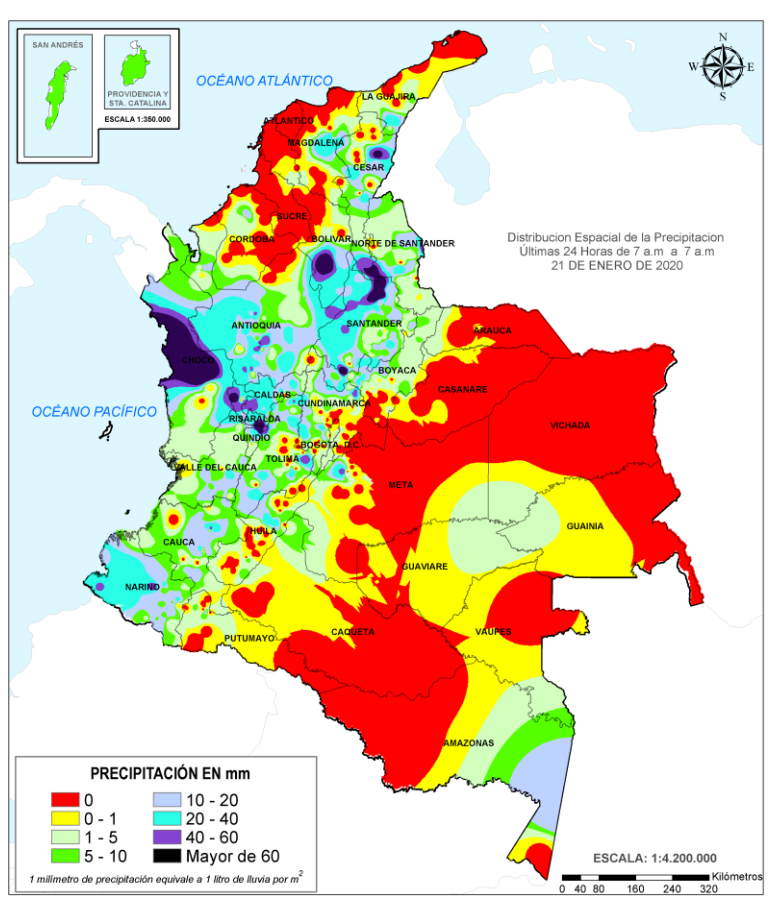 SAN ANDRÉS
PROVIDENCIA Y
STA. CATALINA
ESCALA 1:350.000
N
W
E
S
OCÉANO ATLÁNTICO
LA GUAJIRA
ATLANTICO
MAGDALENA
CESAR
SUCRE
CORDOBA
BOLIVAR
NORTE DE SANTANDER
Distribucion Espacial de la Precipitacion
Últimas 24 Horas de 7 a.m a 7 a.m
21 DE ENERO DE 2020
ANTIOQUIA
SANTANDER
ARAUCA
CHOCO
BOYACA
CASANARE
CALDAS
CUNDINAMARCA
OCÉANO PACÍFICO
RISARALDA
VICHADA
QUINDIO
BOGOTA, D.C.
TOLIMA
VALLE DEL CAUCA
META
GUAINIA
HUILA
CAUCA
GUAVIARE
NARIÑO
CAQUETA
VAUPES
PUTUMAYO
AMAZONAS
PRECIPITACIÓN EN mm
0
10 - 20
0 - 1
20 - 40
1 - 5
40 - 60
5 - 10
Mayor de 60
1 milímetro de precipitación equivale a 1 litro de lluvia por m2
ESCALA: 1:4.200.000
Kilómetros
0 40 80 160 240 320